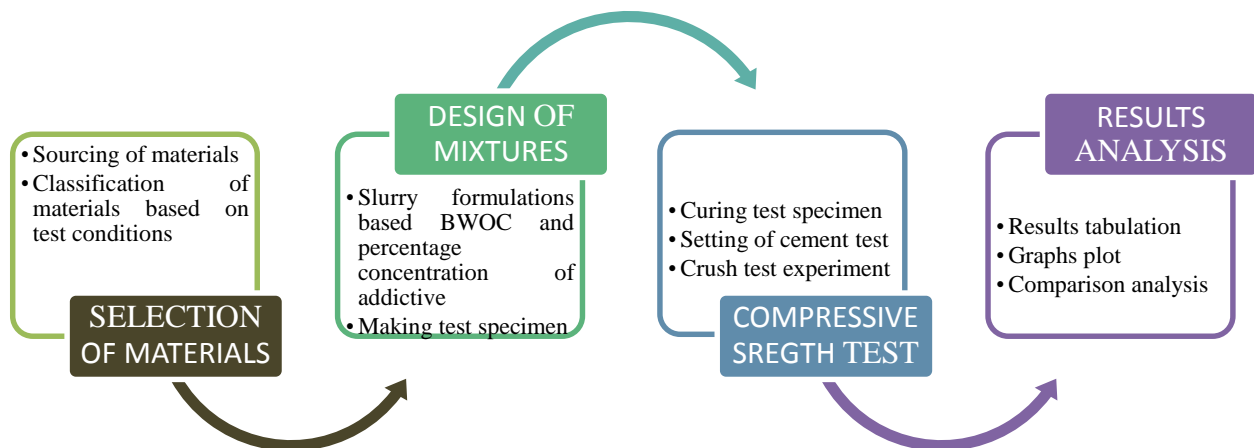 • Sourcing of materials
• Classification of
materials based on
test conditions
SELECTION
OF MATERIALS
DESIGN OF
MIXTURES
• Slurry formulations
based BWOC and
percentage
concentration of
addictive
• Making test specimen
• Curing test specimen
• Setting of cement test
• Crush test experiment
COMPRESSIVE
SREGTH TEST
RESULTS
ANALYSIS
• Results tabulation
• Graphs plot
• Comparison analysis